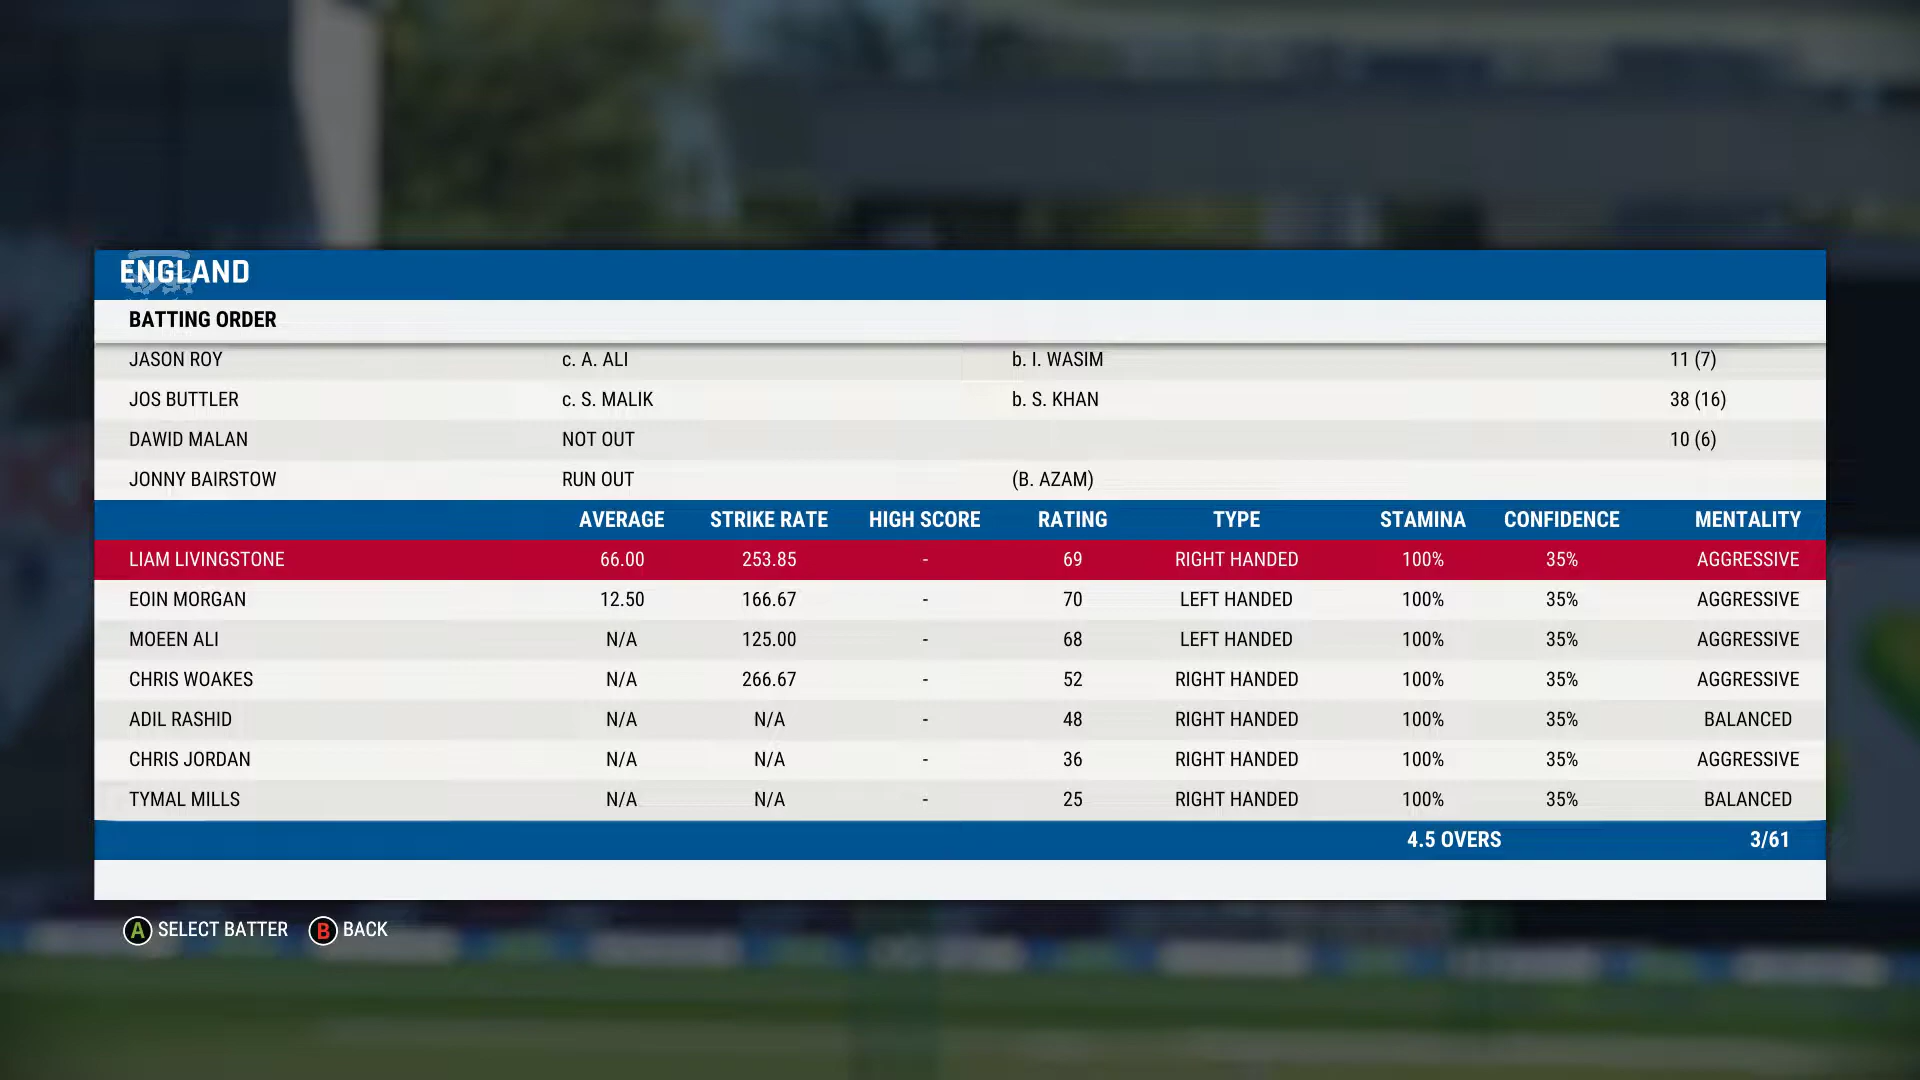 ENGLAND
BATTING ORDER
JASON ROY c. A. ALI b. I. WASIM 11 (7)
JOS BUTTLER c. S. MALIK b. S. KHAN 38 (16)
DAWID MALAN NOT OUT 10 (6)
JONNY BAIRSTOW RUN OUT (B. AZAM)
AVERAGE STRIKE RATE HIGH SCORE RATING TYPE STAMINA CONFIDENCE MENTALITY
LIAM LIVINGSTONE 66.00 253.85 - 69 RIGHT HANDED 100% 35% AGGRESSIVE
EOIN MORGAN 12.50 166.67 - 70 LEFT HANDED 100% 35% AGGRESSIVE
MOEEN ALI N/A 125.00 - 68 LEFT HANDED 100% 35% AGGRESSIVE
CHRIS WOAKES N/A 266.67 - 52 RIGHT HANDED 100% 35% AGGRESSIVE
ADIL RASHID N/A N/A - 48 RIGHT HANDED 100% 35% BALANCED
CHRIS JORDAN N/A N/A - 36 RIGHT HANDED 100% 35% AGGRESSIVE
TYMAL MILLS N/A N/A - 25 RIGHT HANDED 100% 35% BALANCED
4.5 OVERS 3/61
A SELECT BATTER B BACK